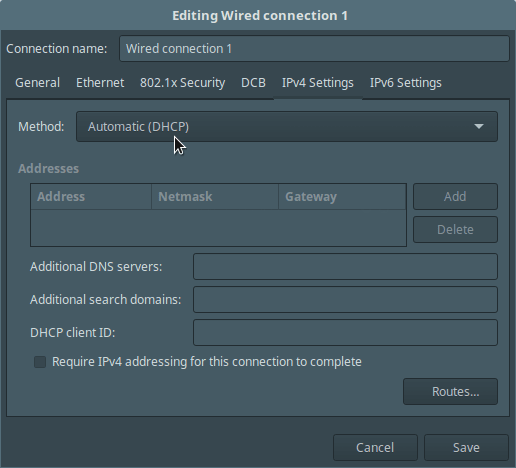 Editing Wired connection 1
Connection name: Wired connection 1
General Ethernet 802.1x Security DCB IPv4 Settings IPv6 Settings
Method: Automatic (DHCP)
Addresses
Address Netmask Gateway Add
Delete
Additional DNS servers:
Additional search domains:
DHCP client ID:
Require IPv4 addressing for this connection to complete
Routes...
Cancel Save